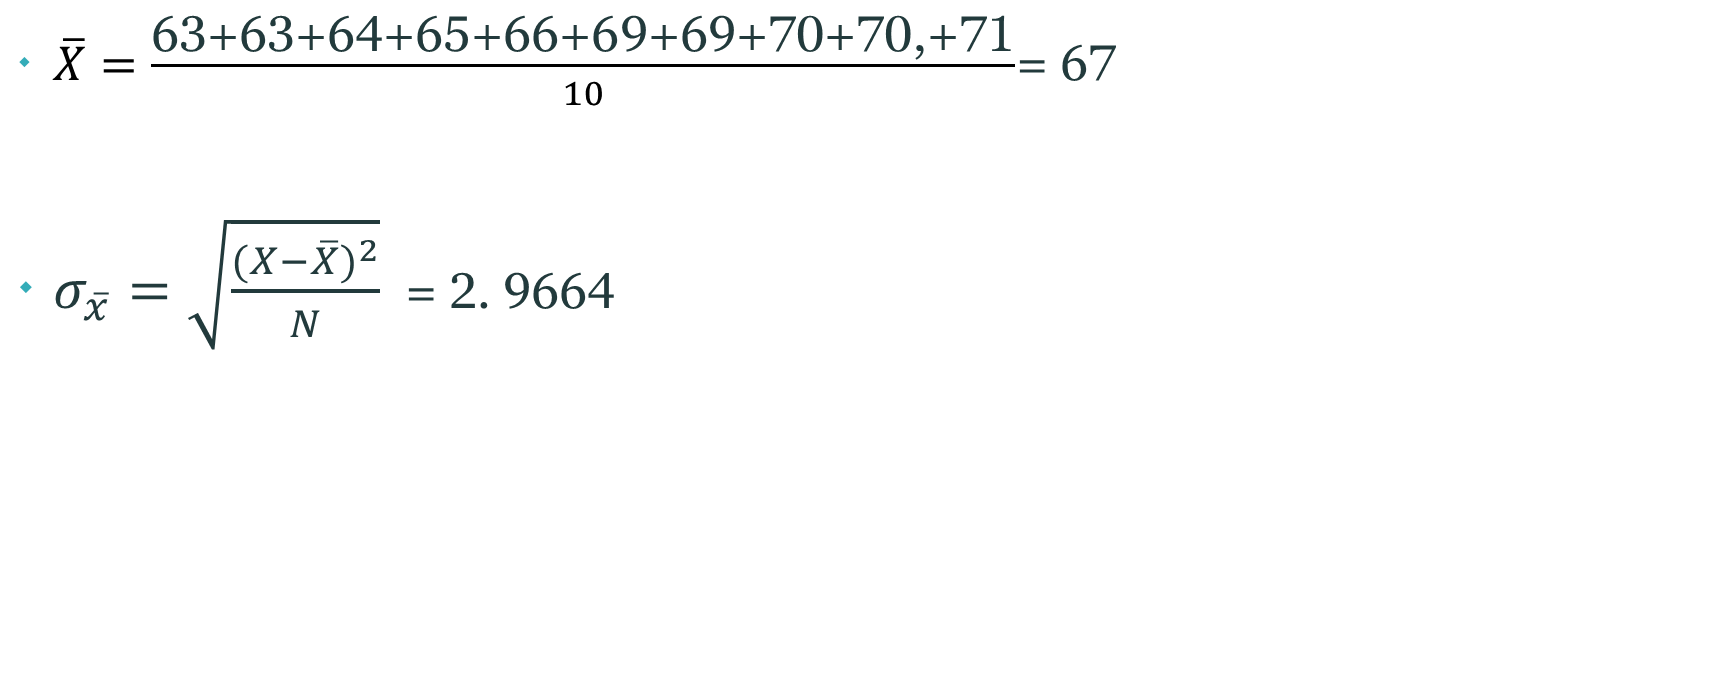 X̄ = 63+63+64+65+66+69+69+70+70,+71/10 = 67
σ_x̄ = √((X−X̄)²/N) = 2. 9664